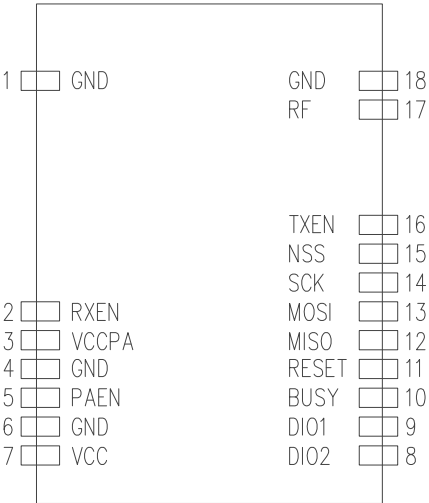 1 GND GND 18
RF 17
TXEN 16
NSS 15
SCK 14
2 RXEN MOSI 13
3 VCCPA MISO 12
4 GND RESET 11
5 PAEN BUSY 10
6 GND DIO1 9
7 VCC DIO2 8